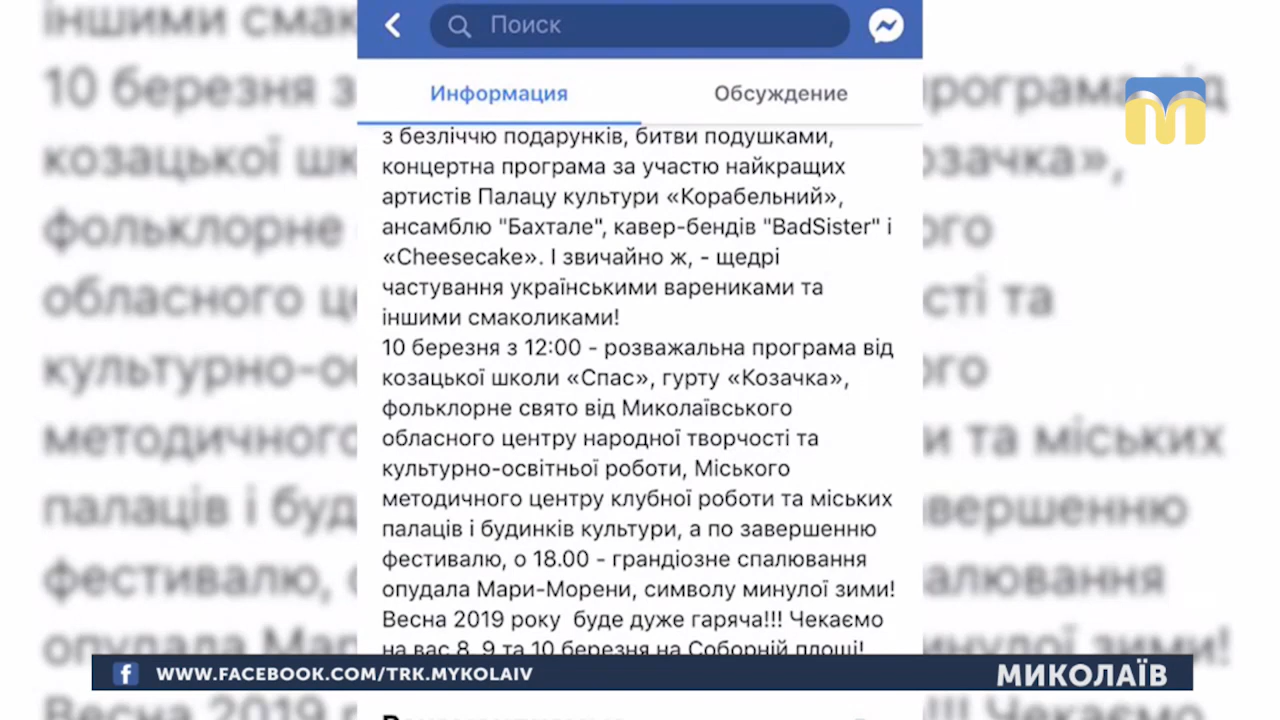 Поиск
Информация
Обсуждение
з безліччю подарунків, битви подушками,
концертна програма за участю найкращих
артистів Палацу культури «Корабельний»,
ансамблю "Бахтале", кавер-бендів "BadSister" і
«Cheesecake». І звичайно ж, - щедрі
частування українськими варениками та
іншими смаколиками!
10 березня з 12:00 - розважальна програма від
козацької школи «Спас», гурту «Козачка»,
фольклорне свято від Миколаївського
обласного центру народної творчості та
культурно-освітньої роботи, Міського
методичного центру клубної роботи та міських
палаців і будинків культури, а по завершенню
фестивалю, о 18.00 - грандіозне спалювання
опудала Мари-Морени, символу минулої зими!
Весна 2019 року  буде дуже гаряча!!! Чекаємо
на вас 8, 9 та 10 березня на Соборній площі!
WWW.FACEBOOK.COM/TRK.MYKOLAIV
МИКОЛАЇВ